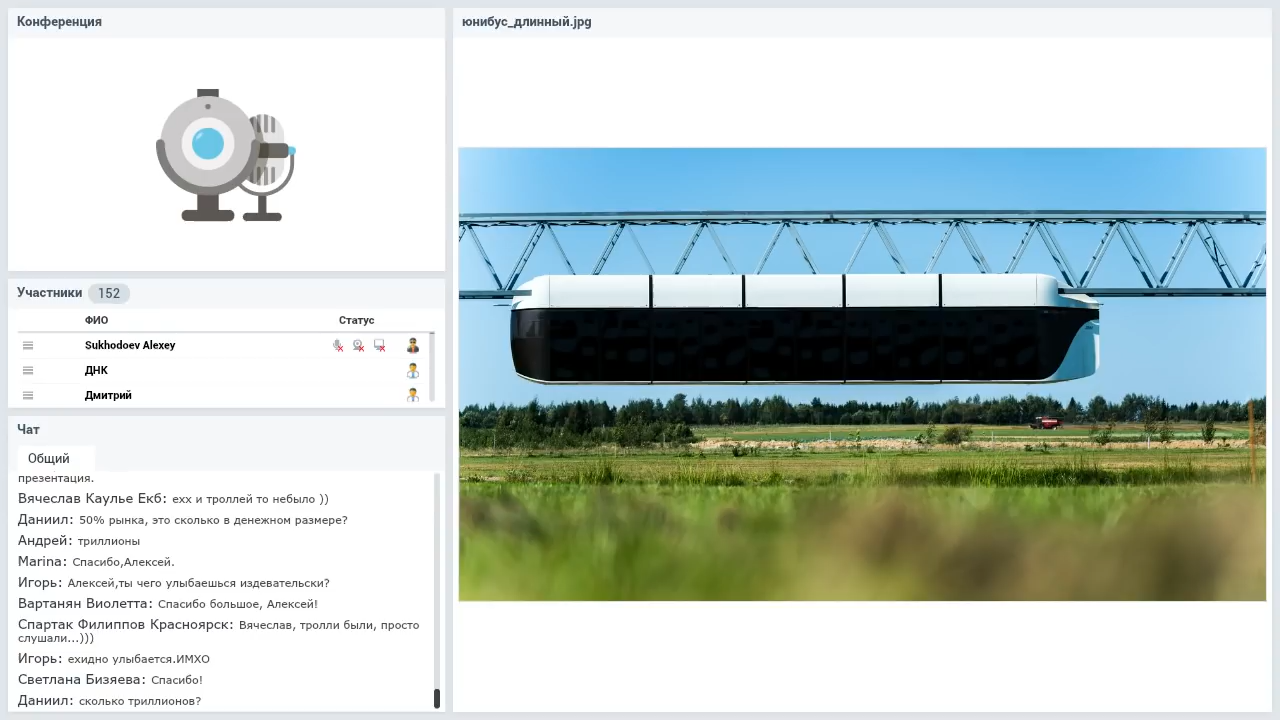 Конференция
юнибус_длинный.jpg
Участники 152
ФИО Статус
Sukhodoev Alexey
ДНК
Дмитрий
Чат
Общий
презентация.
Вячеслав Каулье Екб: ехх и троллей то небыло ))
Даниил: 50% рынка, это сколько в денежном размере?
Андрей: триллионы
Marina: Спасибо,Алексей.
Игорь: Алексей,ты чего улыбаешься издевательски?
Вартанян Виолетта: Спасибо большое, Алексей!
Спартак Филиппов Красноярск: Вячеслав, тролли были, просто
слушали...)))
Игорь: ехидно улыбается.ИМХО
Светлана Бизяева: Спасибо!
Даниил: сколько триллионов?